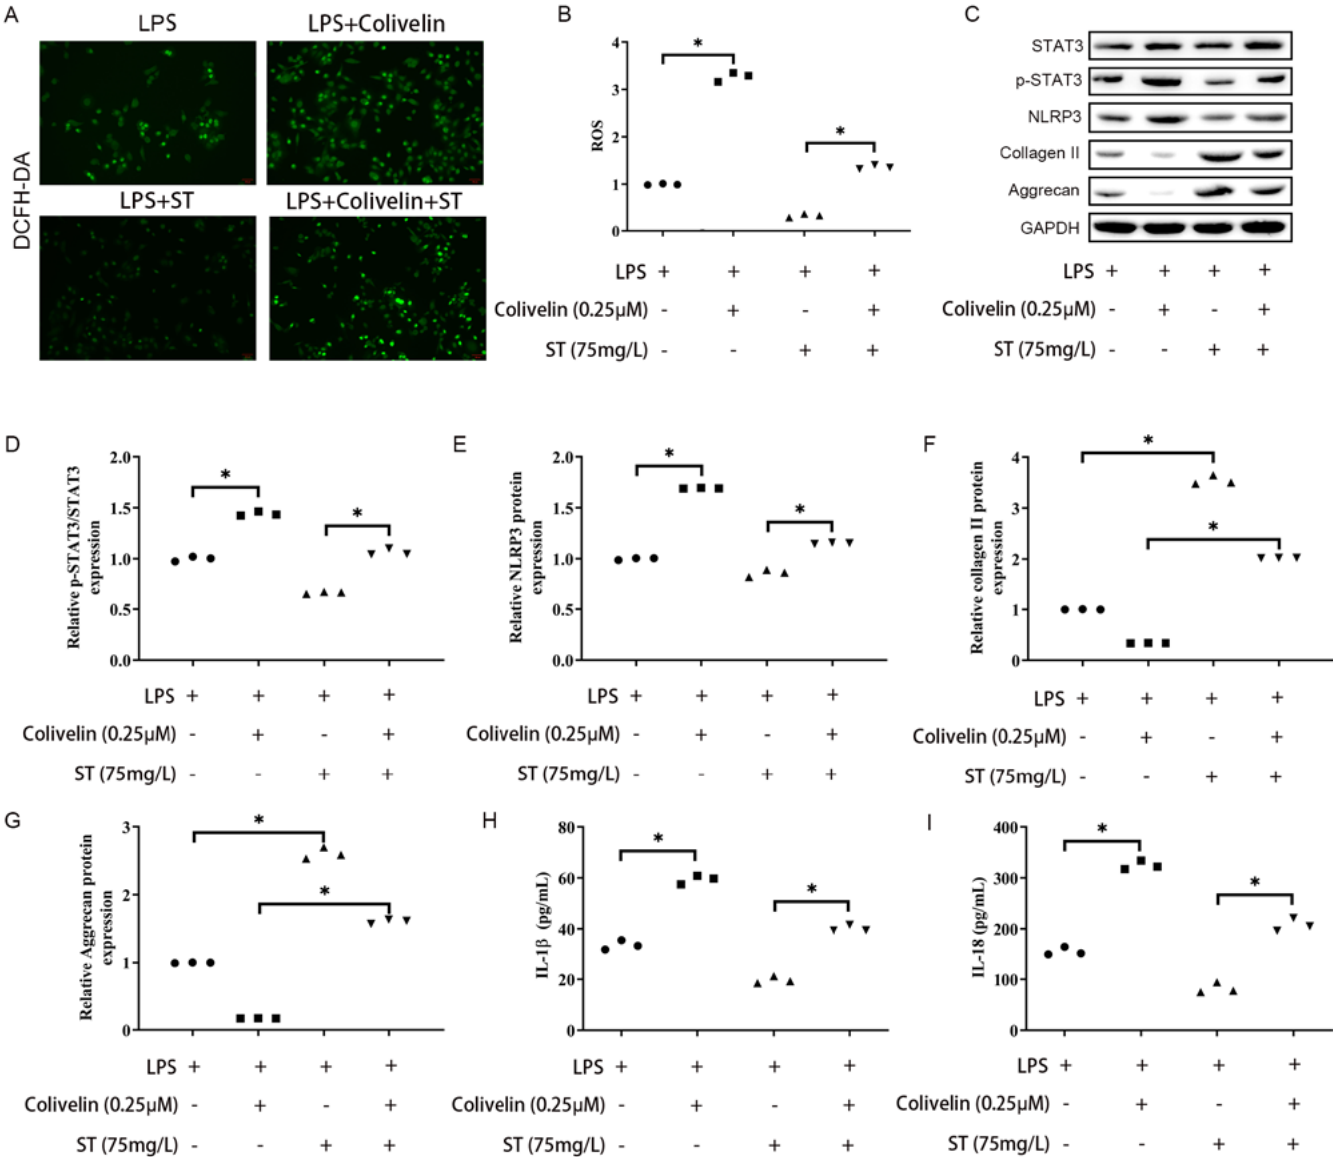 A
LPS
LPS+Colivelin
DCFH-DA
LPS+ST
LPS+Colivelin+ST
B
ROS
4
3
2
1
0
*
*
LPS + + + +
Colivelin (0.25μM) - + - +
ST (75mg/L) - - + +
C
STAT3
p-STAT3
NLRP3
Collagen II
Aggrecan
GAPDH
LPS + + + +
Colivelin (0.25μM) - + - +
ST (75mg/L) - - + +
D
Relative p-STAT3/STAT3
expression
2.0
1.5
1.0
0.5
0.0
*
*
LPS + + + +
Colivelin (0.25μM) - + - +
ST (75mg/L) - - + +
E
Relative NLRP3 protein
expression
2.0
1.5
1.0
0.5
0.0
*
*
LPS + + + +
Colivelin (0.25μM) - + - +
ST (75mg/L) - - + +
F
Relative collagen II protein
expression
4
3
2
1
0
*
*
LPS + + + +
Colivelin (0.25μM) - + - +
ST (75mg/L) - - + +
G
Relative Aggrecan protein
expression
3
2
1
0
*
*
LPS + + + +
Colivelin (0.25μM) - + - +
ST (75mg/L) - - + +
H
IL-1β (pg/mL)
80
60
40
20
0
*
*
LPS + + + +
Colivelin (0.25μM) - + - +
ST (75mg/L) - - + +
I
IL-18 (pg/mL)
400
300
200
100
0
*
*
LPS + + + +
Colivelin (0.25μM) - + - +
ST (75mg/L) - - + +